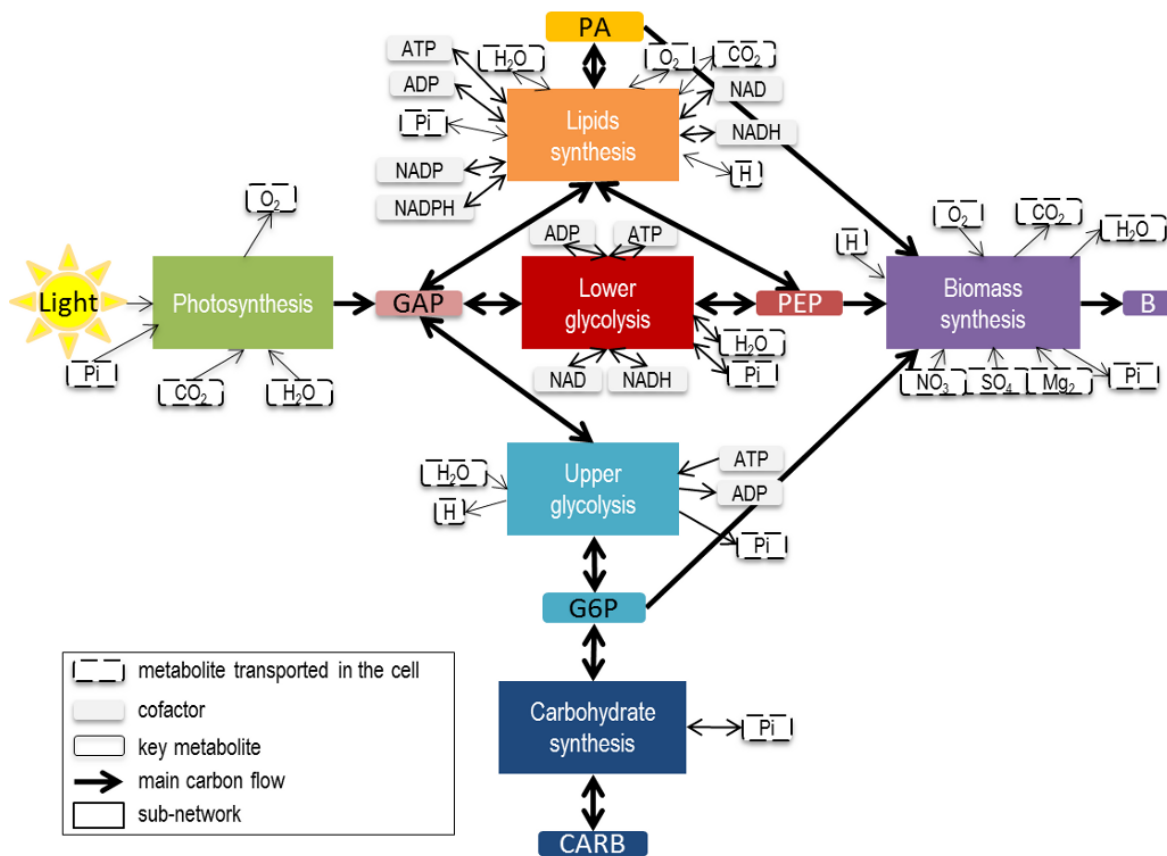 PA
ATP
H₂O
O₂
CO₂
ADP
NAD
Pi
Lipids
synthesis
NADH
NADP
H
NADPH
O₂
ADP
ATP
O₂
CO₂
H₂O
H
Light
Photosynthesis
GAP
Lower
glycolysis
PEP
Biomass
synthesis
B
H₂O
Pi
CO₂
H₂O
NAD
NADH
Pi
NO₃
SO₄
Mg₂
Pi
H₂O
H
Upper
glycolysis
ATP
ADP
Pi
G6P
Carbohydrate
synthesis
Pi
CARB
metabolite transported in the cell
cofactor
key metabolite
main carbon flow
sub-network